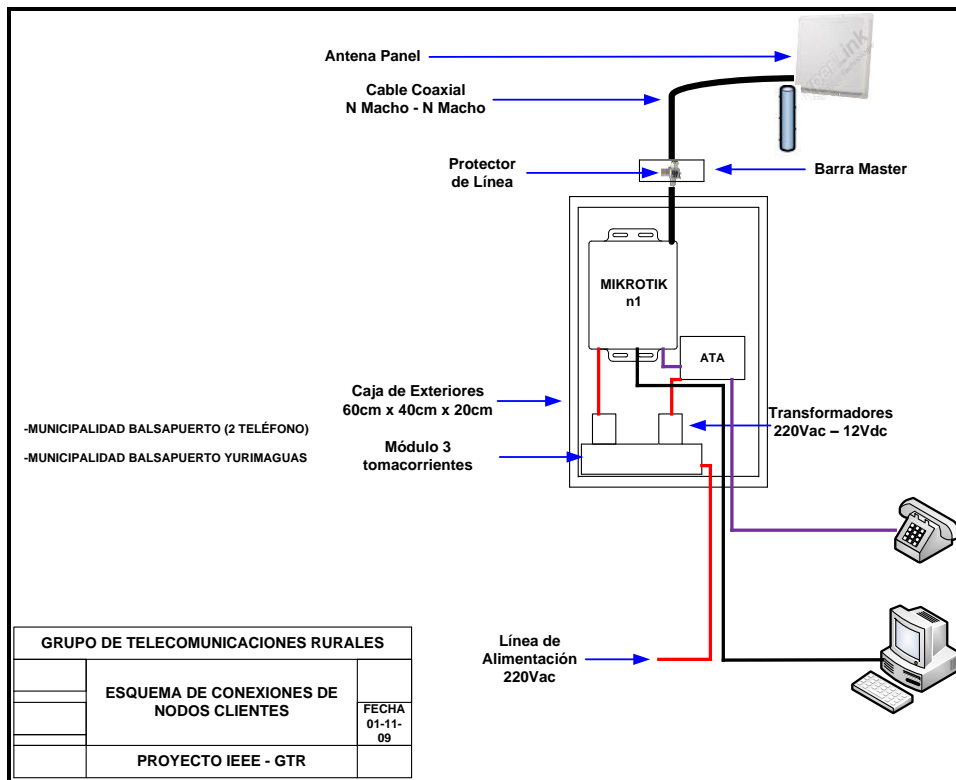 Antena Panel
Cable Coaxial
N Macho - N Macho
Protector
de Línea
Barra Master
MIKROTIK
n1
ATA
Caja de Exteriores
60cm x 40cm x 20cm
Transformadores
220Vac – 12Vdc
-MUNICIPALIDAD BALSAPUERTO (2 TELÉFONO)
-MUNICIPALIDAD BALSAPUERTO YURIMAGUAS
Módulo 3
tomacorrientes
Línea de
Alimentación
220Vac
GRUPO DE TELECOMUNICACIONES RURALES
ESQUEMA DE CONEXIONES DE
NODOS CLIENTES
FECHA
01-11-
09
PROYECTO IEEE - GTR